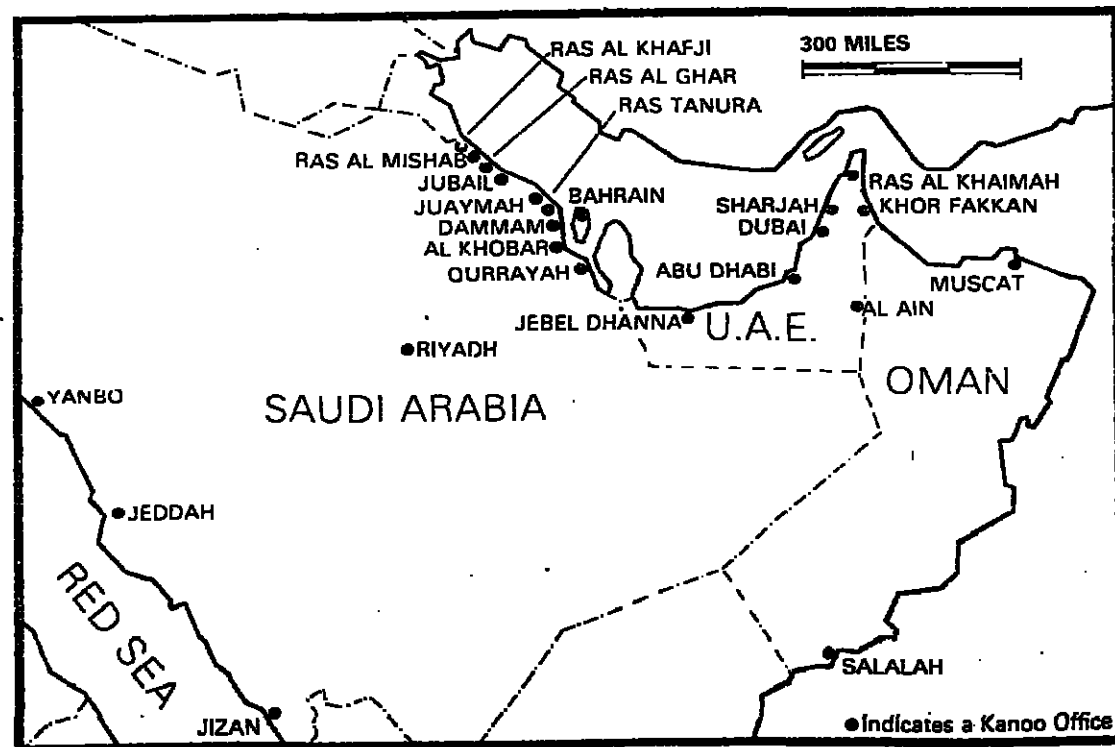 RAS AL KHAFJI
300 MILES
RAS AL GHAR
RAS TANURA
RAS AL MISHAB
JUBAIL
JUAYMAH
BAHRAIN
DAMMAM
AL KHOBAR
QURRAYAH
RAS AL KHAIMAH
SHARJAH
KHOR FAKKAN
DUBAI
ABU DHABI
MUSCAT
JEBEL DHANNA
U.A.E.
AL AIN
RIYADH
OMAN
YANBO
SAUDI ARABIA
JEDDAH
RED SEA
SALALAH
JIZAN
Indicates a Kanoo Office